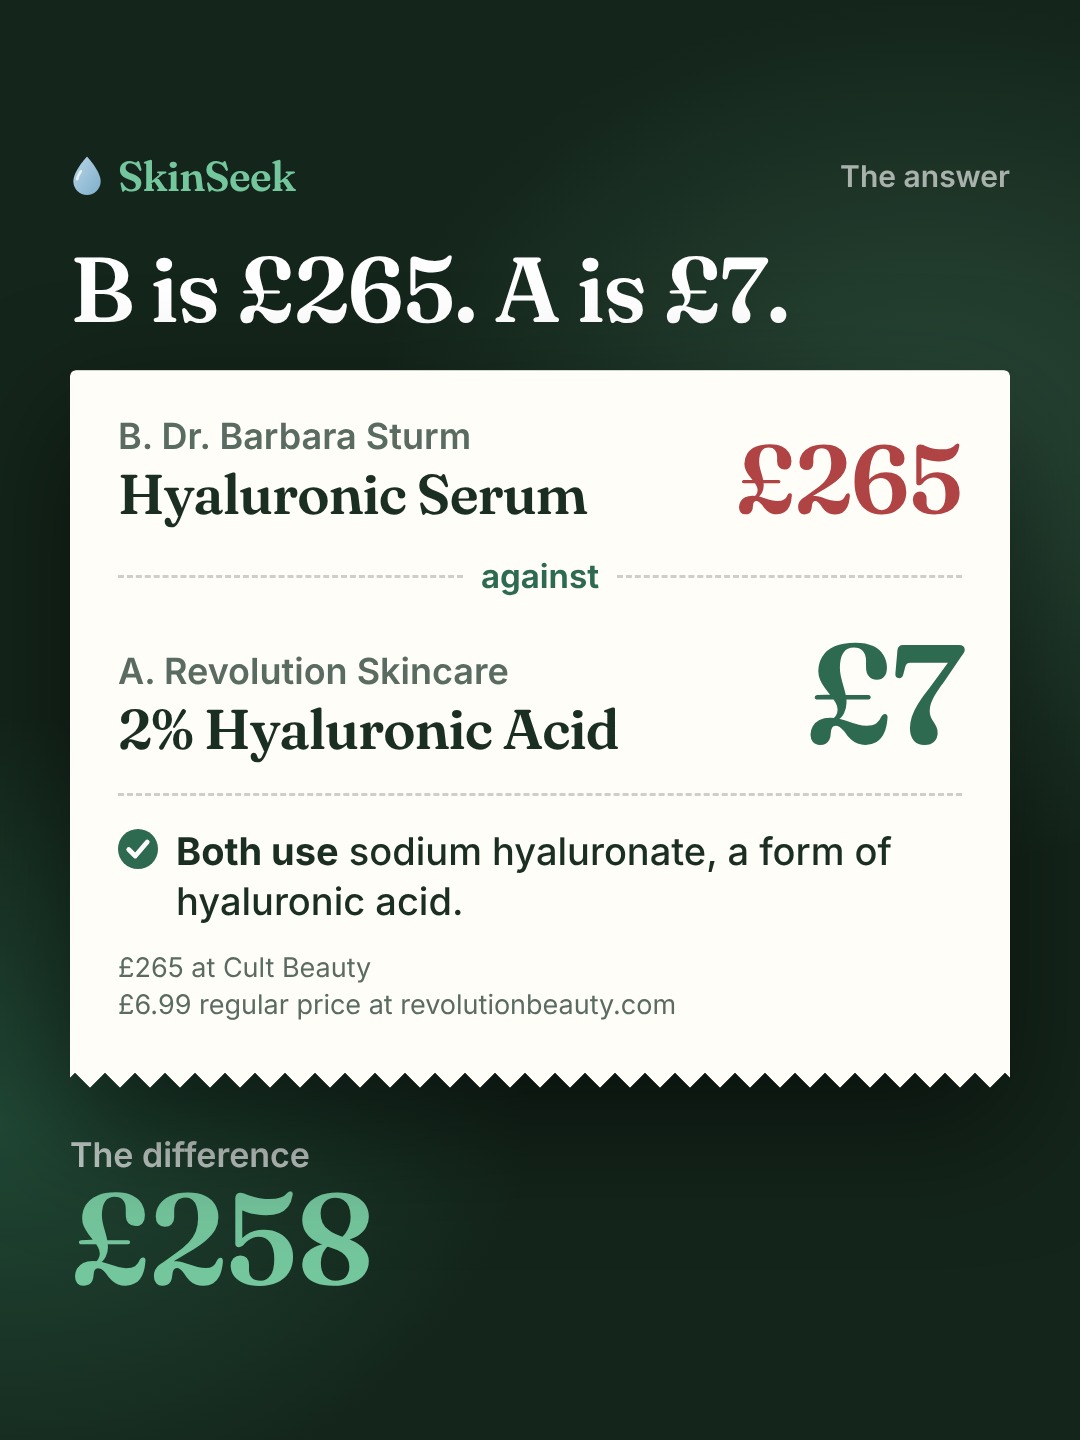 SkinSeek
The answer
B is £265. A is £7.
B. Dr. Barbara Sturm
Hyaluronic Serum
£265
against
A. Revolution Skincare
2% Hyaluronic Acid
£7
Both use sodium hyaluronate, a form of
hyaluronic acid.
£265 at Cult Beauty
£6.99 regular price at revolutionbeauty.com
The difference
£258